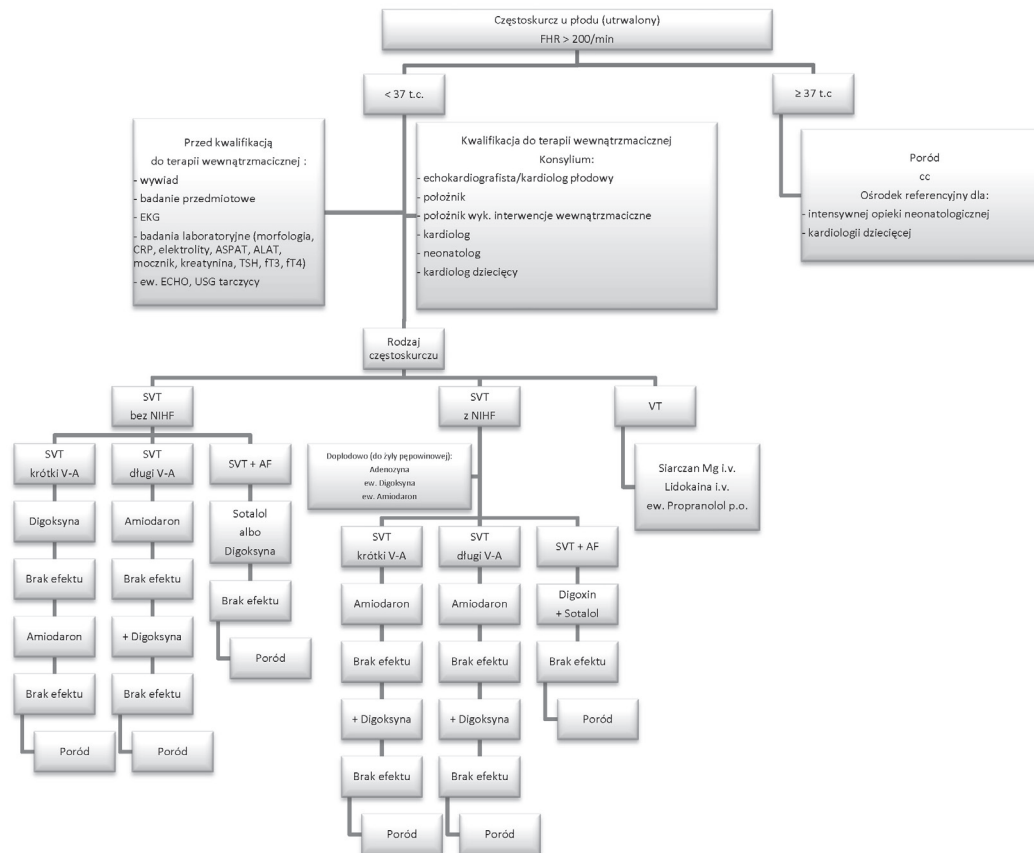 Częstoskurcz u płodu (utrwalony)
FHR > 200/min
< 37 t.c.
≥ 37 t.c
Przed kwalifikacją
do terapii wewnątrzmacicznej :
- wywiad
- badanie przedmiotowe
- EKG
- badania laboratoryjne (morfologia,
CRP, elektrolity, ASPAT, ALAT,
mocznik, kreatynina, TSH, fT3, fT4)
- ew. ECHO, USG tarczycy
Kwalifikacja do terapii wewnątrzmacicznej
Konsylium:
- echokardiografista/kardiolog płodowy
- położnik
- położnik wyk. interwencje wewnątrzmaciczne
- kardiolog
- neonatolog
- kardiolog dziecięcy
Poród
cc
Ośrodek referencyjny dla:
- intensywnej opieki neonatologicznej
- kardiologii dziecięcej
Rodzaj
częstoskurczu
SVT
bez NIHF
SVT
z NIHF
VT
SVT
krótki V-A
Digoksyna
Brak efektu
Amiodaron
Brak efektu
Poród
SVT
długi V-A
Amiodaron
Brak efektu
+ Digoksyna
Brak efektu
Poród
SVT + AF
Sotalol
albo
Digoksyna
Brak efektu
Poród
Doplodowo (do żyły pępowinowej):
Adenozyna
ew. Digoksyna
ew. Amiodaron
SVT
krótki V-A
Amiodaron
Brak efektu
+ Digoksyna
Brak efektu
Poród
SVT
długi V-A
Amiodaron
Brak efektu
+ Digoksyna
Brak efektu
Poród
SVT + AF
Digoxin
+ Sotalol
Brak efektu
Poród
Siarczan Mg i.v.
Lidokaina i.v.
ew. Propranolol p.o.